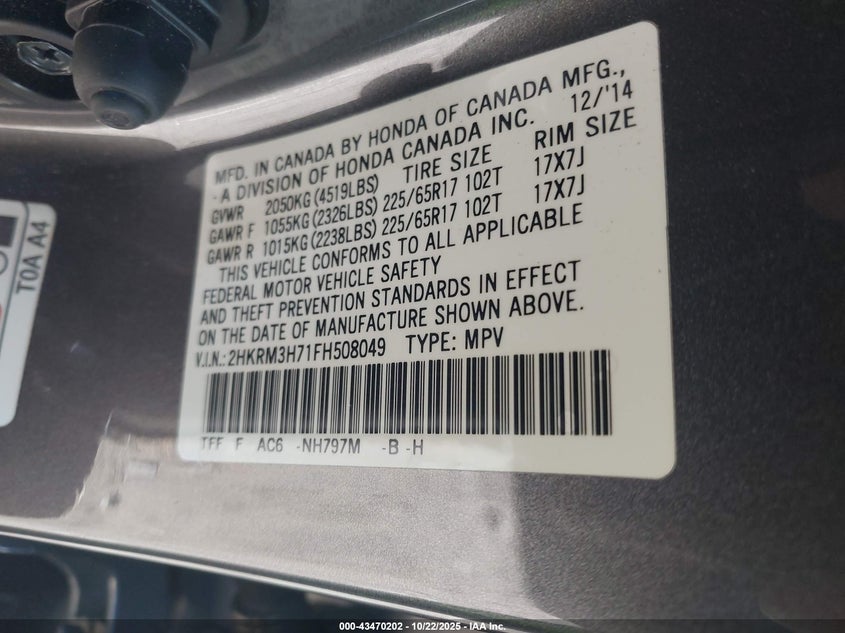 MFD. IN CANADA BY HONDA OF CANADA MFG.,
- A DIVISION OF HONDA CANADA INC. 12/'14
TIRE SIZE RIM SIZE
GVWR 2050KG(4519LBS)
GAWR F 1055KG(2326LBS) 225/65R17 102T 17X7J
GAWR R 1015KG(2238LBS) 225/65R17 102T 17X7J
THIS VEHICLE CONFORMS TO ALL APPLICABLE
FEDERAL MOTOR VEHICLE SAFETY
AND THEFT PREVENTION STANDARDS IN EFFECT
ON THE DATE OF MANUFACTURE SHOWN ABOVE.
V.I.N.: 2HKRM3H71FH508049 TYPE: MPV
TFF F AC6 -NH797M -B -H
T0A A4
000-43470202 - 10/22/2025 - IAA Inc.